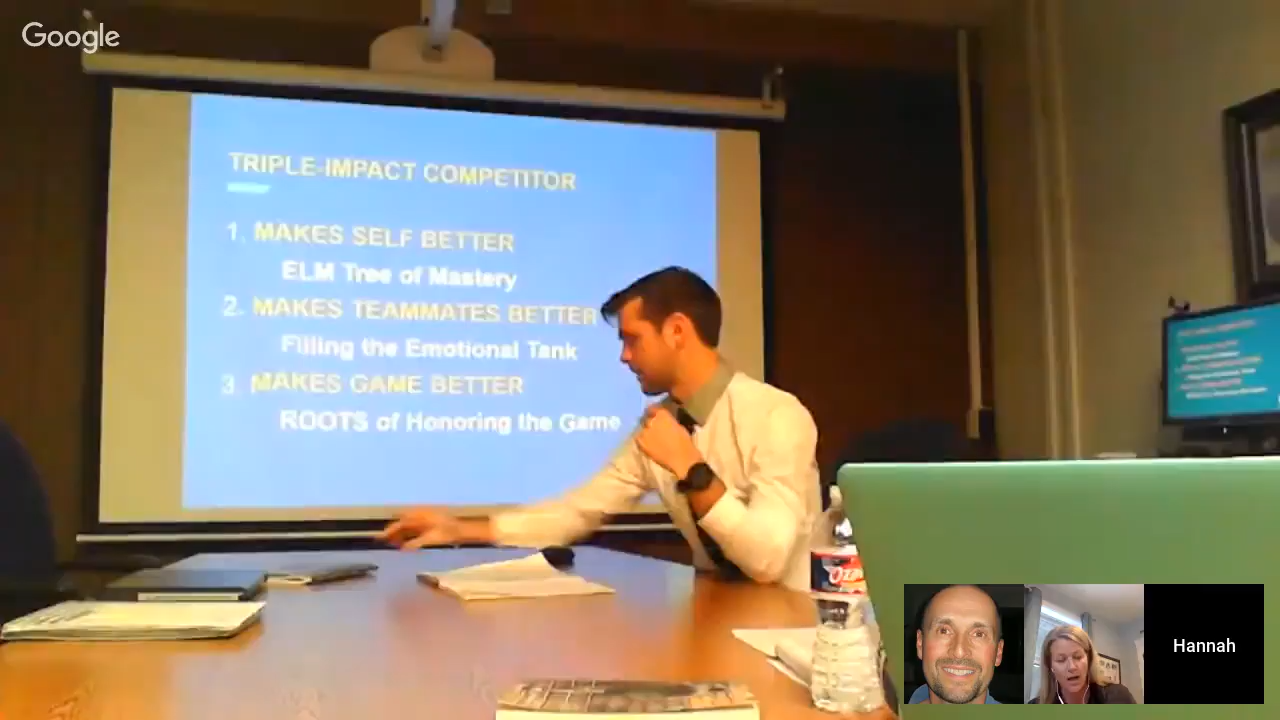 Google
TRIPLE-IMPACT COMPETITOR
1. MAKES SELF BETTER
ELM Tree of Mastery
2. MAKES TEAMMATES BETTER
Filling the Emotional Tank
3. MAKES GAME BETTER
ROOTS of Honoring the Game
Hannah